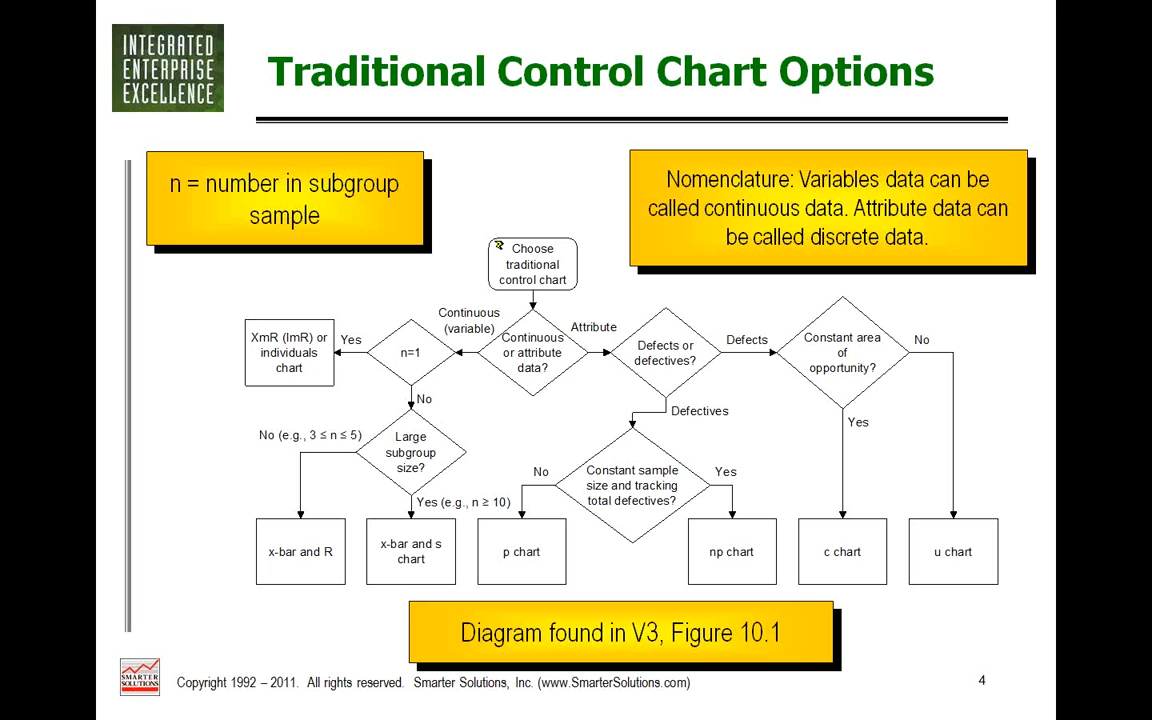 INTEGRATED
ENTERPRISE
EXCELLENCE
Traditional Control Chart Options
n = number in subgroup
sample
Nomenclature: Variables data can be
called continuous data. Attribute data can
be called discrete data.
Choose
traditional
control chart
Continuous
(variable)
Attribute
XmR (ImR) or
individuals
chart
Yes
n=1
Continuous
or attribute
data?
Defects or
defectives?
Defects
Constant area
of
opportunity?
No
No
Defectives
Yes
No (e.g., 3 ≤ n ≤ 5)
Large
subgroup
size?
No
Constant sample
size and tracking
total defectives?
Yes
Yes (e.g., n ≥ 10)
x-bar and R
x-bar and s
chart
p chart
np chart
c chart
u chart
Diagram found in V3, Figure 10.1
SMARTER
SOLUTIONS
Copyright 1992 – 2011. All rights reserved. Smarter Solutions, Inc. (www.SmarterSolutions.com)
4